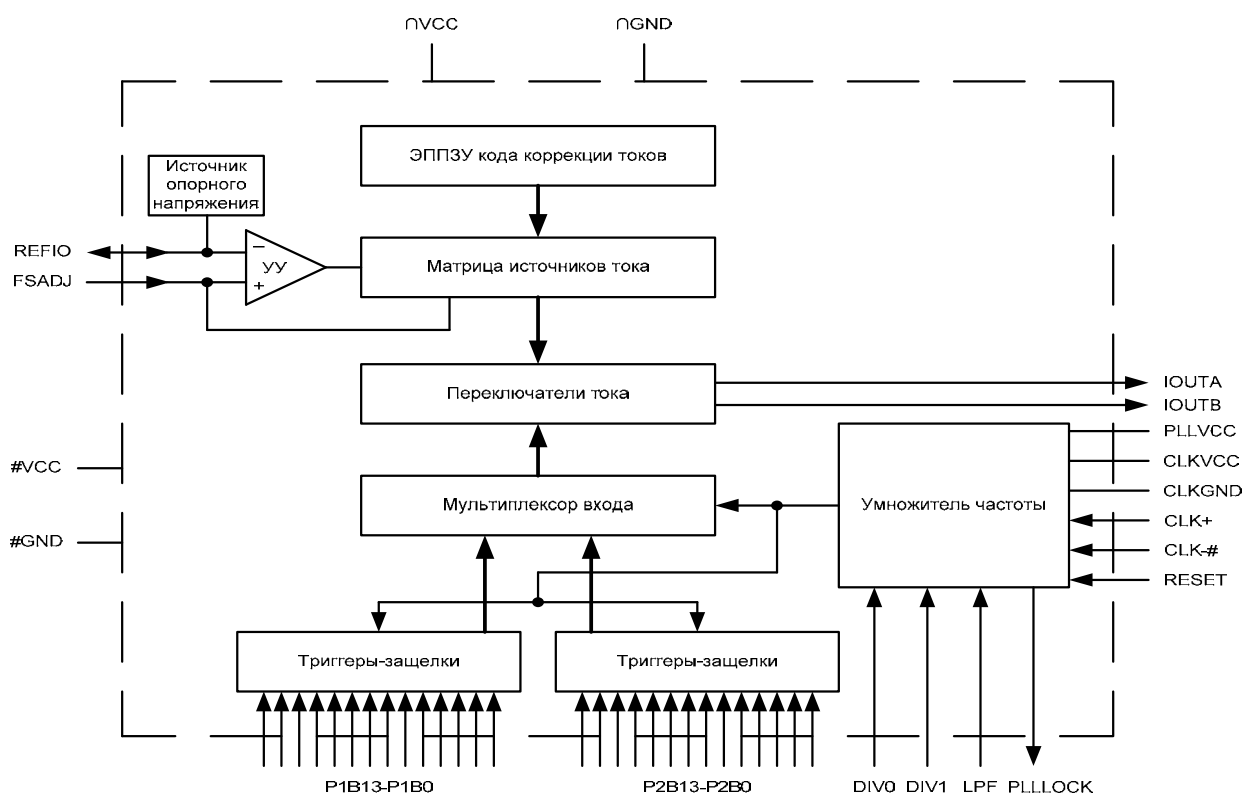 ∩VCC
∩GND
ЭППЗУ кода коррекции токов
Источник
опорного
напряжения
REFIO
FSADJ
−
УУ
+
Матрица источников тока
Переключатели тока
IOUTA
IOUTB
PLLVCC
CLKVCC
CLKGND
CLK+
CLK-#
RESET
#VCC
#GND
Мультиплексор входа
Умножитель частоты
Триггеры-защелки
Триггеры-защелки
P1B13-P1B0
P2B13-P2B0
DIV0
DIV1
LPF
PLLLOCK